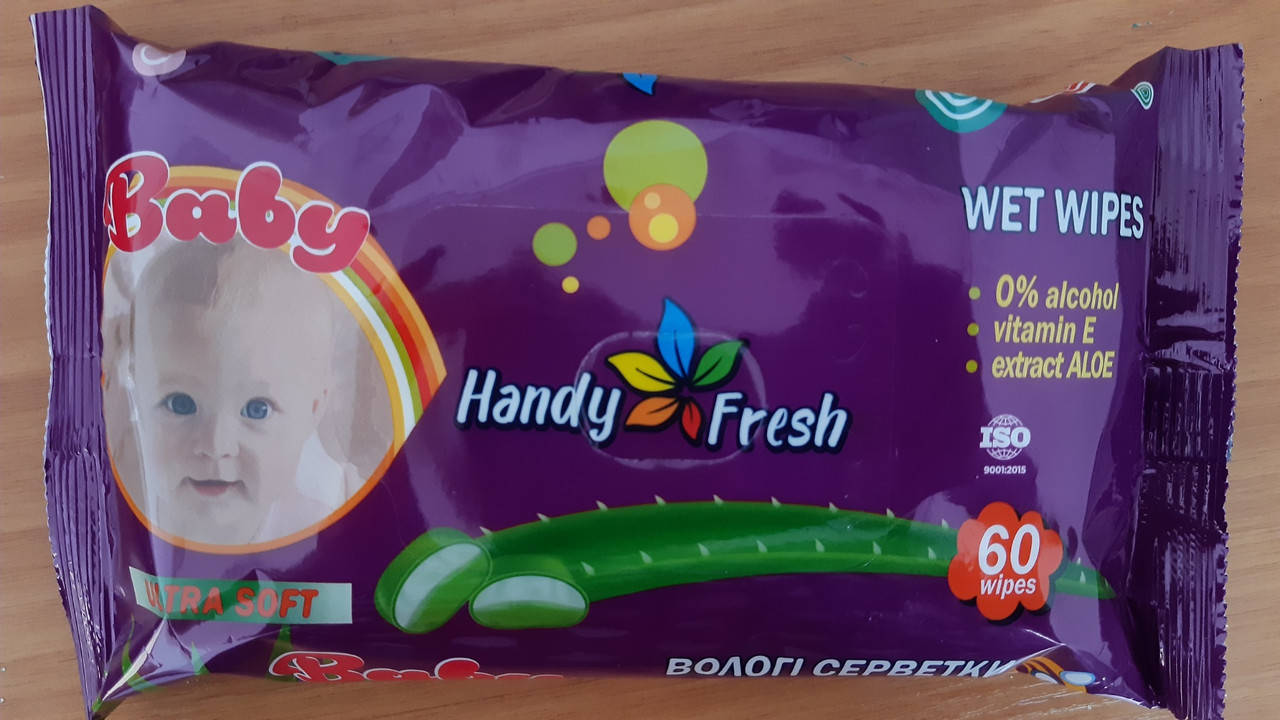 Baby
WET WIPES
0% alcohol
vitamin E
extract ALOE
Handy Fresh
ISO
9001:2015
60
wipes
ULTRA SOFT
Baby
ВОЛОГІ СЕРВЕТКИ